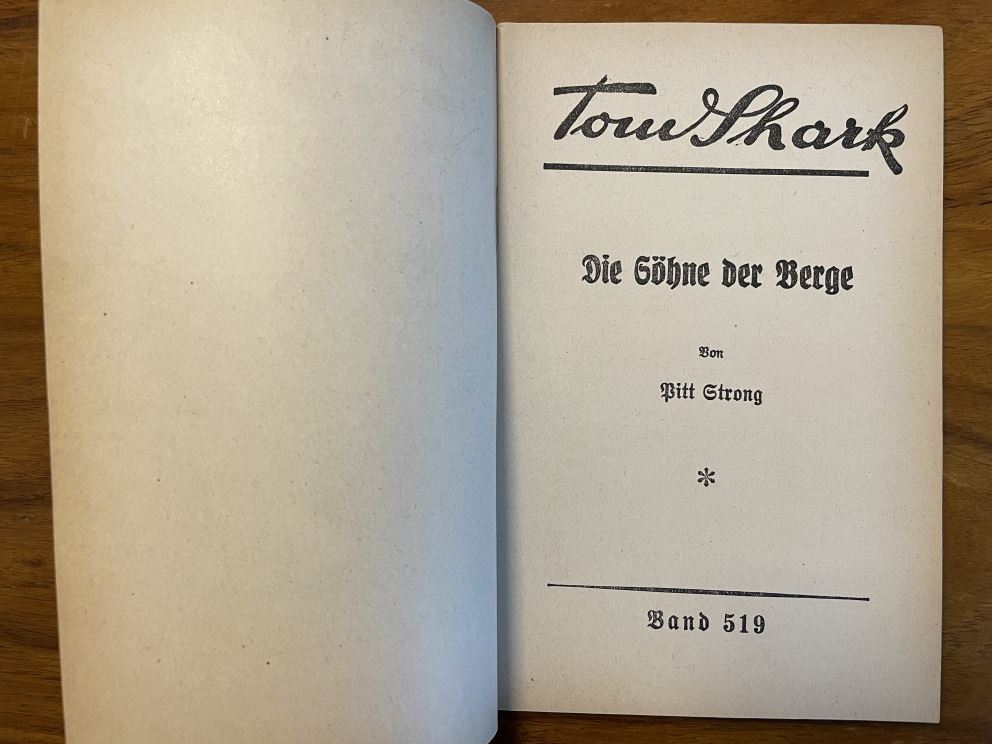 Tom Shark
Die Söhne der Berge
Von
Pitt Strong
*
Band 519